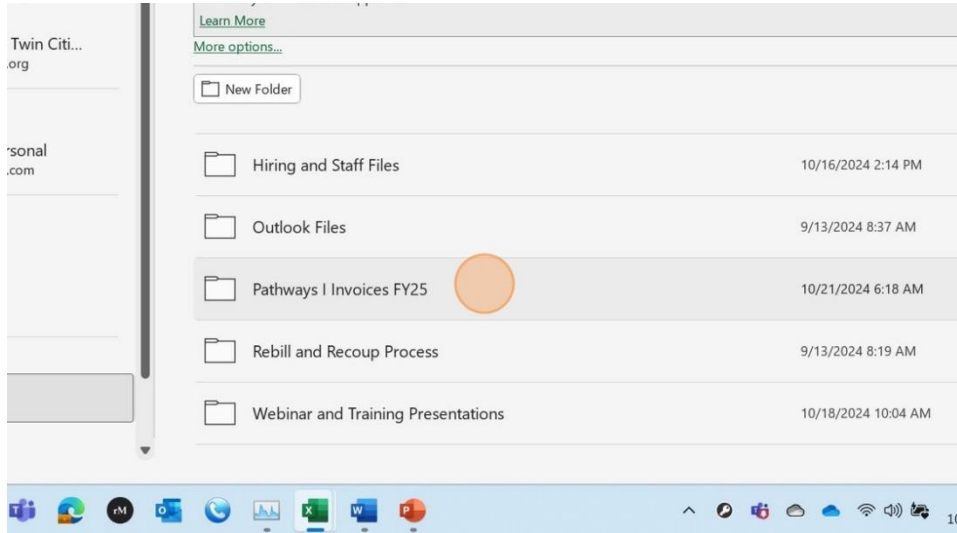 Learn More
Twin Citi...
.org
More options...
New Folder
rsonal
.com
Hiring and Staff Files
10/16/2024 2:14 PM
Outlook Files
9/13/2024 8:37 AM
Pathways I Invoices FY25
10/21/2024 6:18 AM
Rebill and Recoup Process
9/13/2024 8:19 AM
Webinar and Training Presentations
10/18/2024 10:04 AM
rM
10